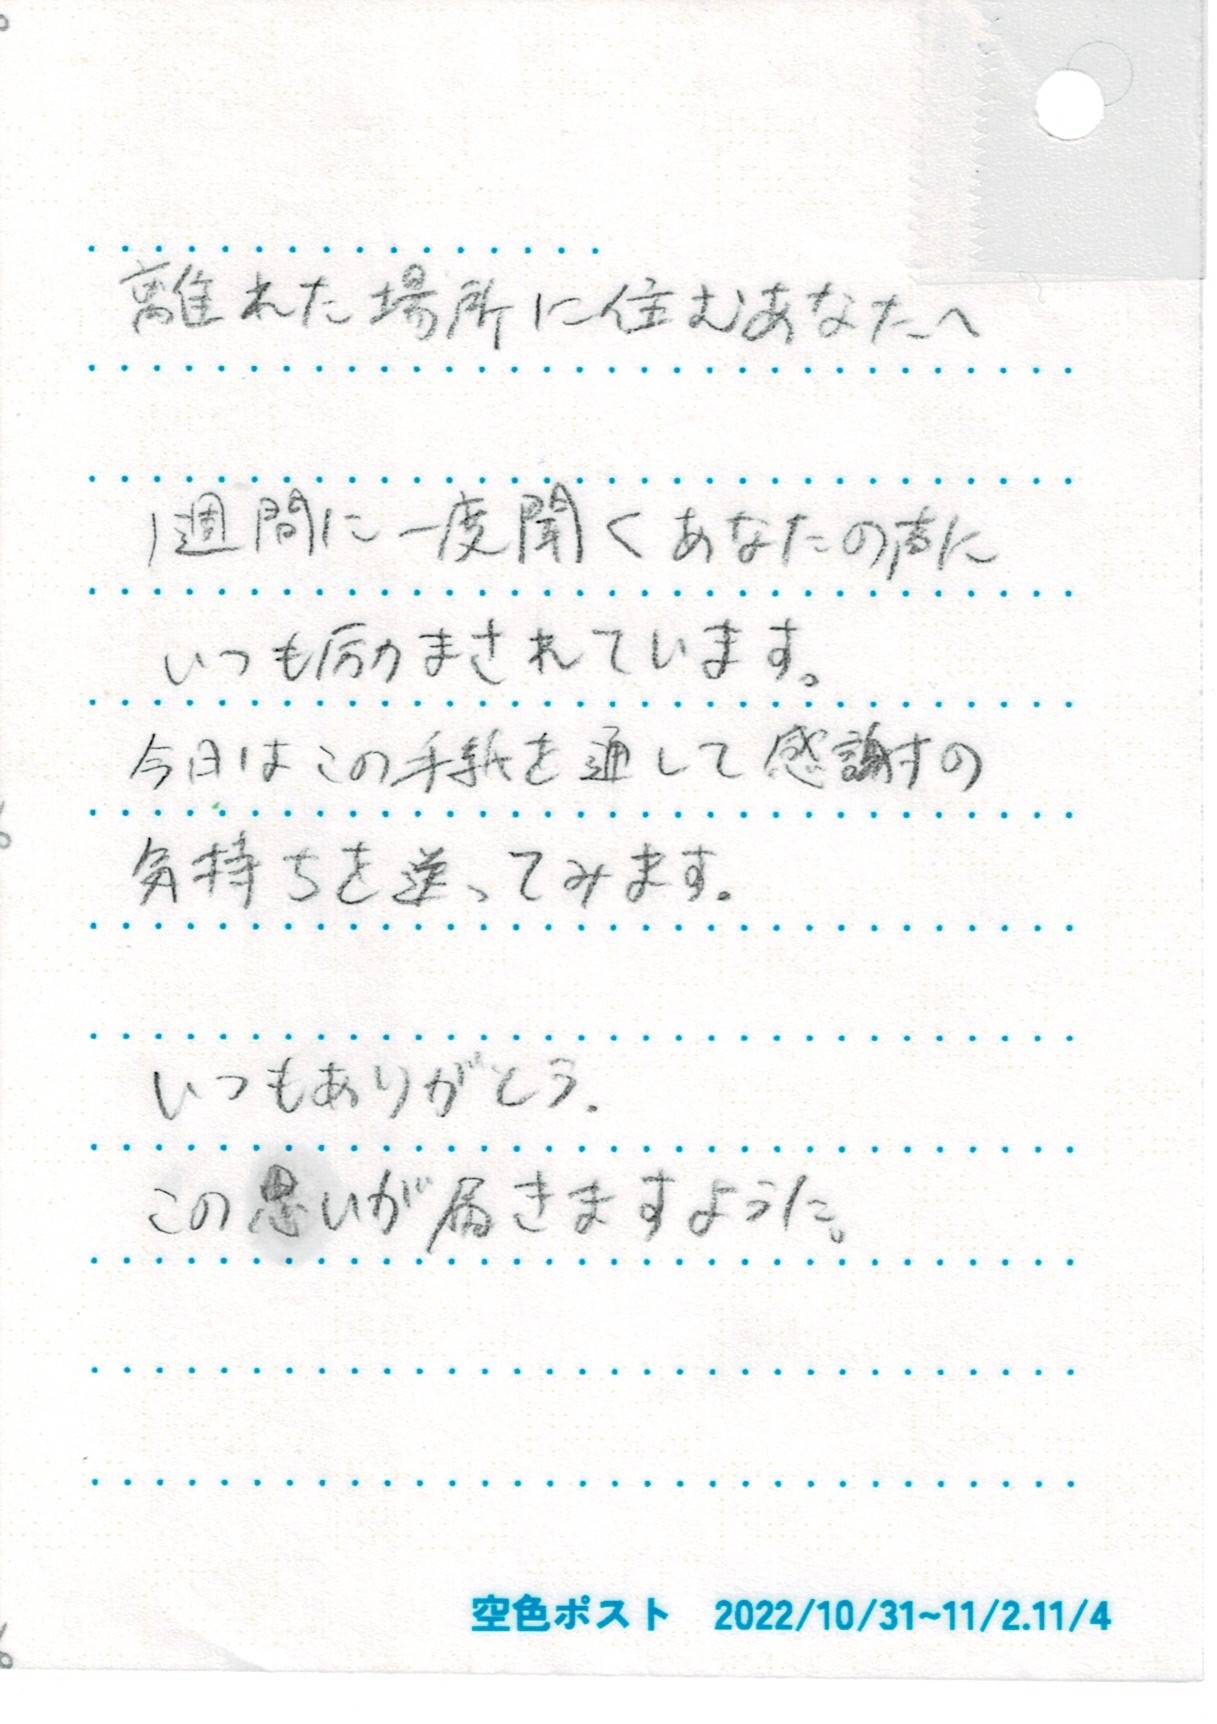 離れた場所に住むあなたへ
1週間に一度聞くあなたの声に
いつも励まされています。
今日はこの手紙を通して感謝の
気持ちを送ってみます。
いつもありがとう.
この思いが届きますように。
空色ポスト 2022/10/31~11/2.11/4